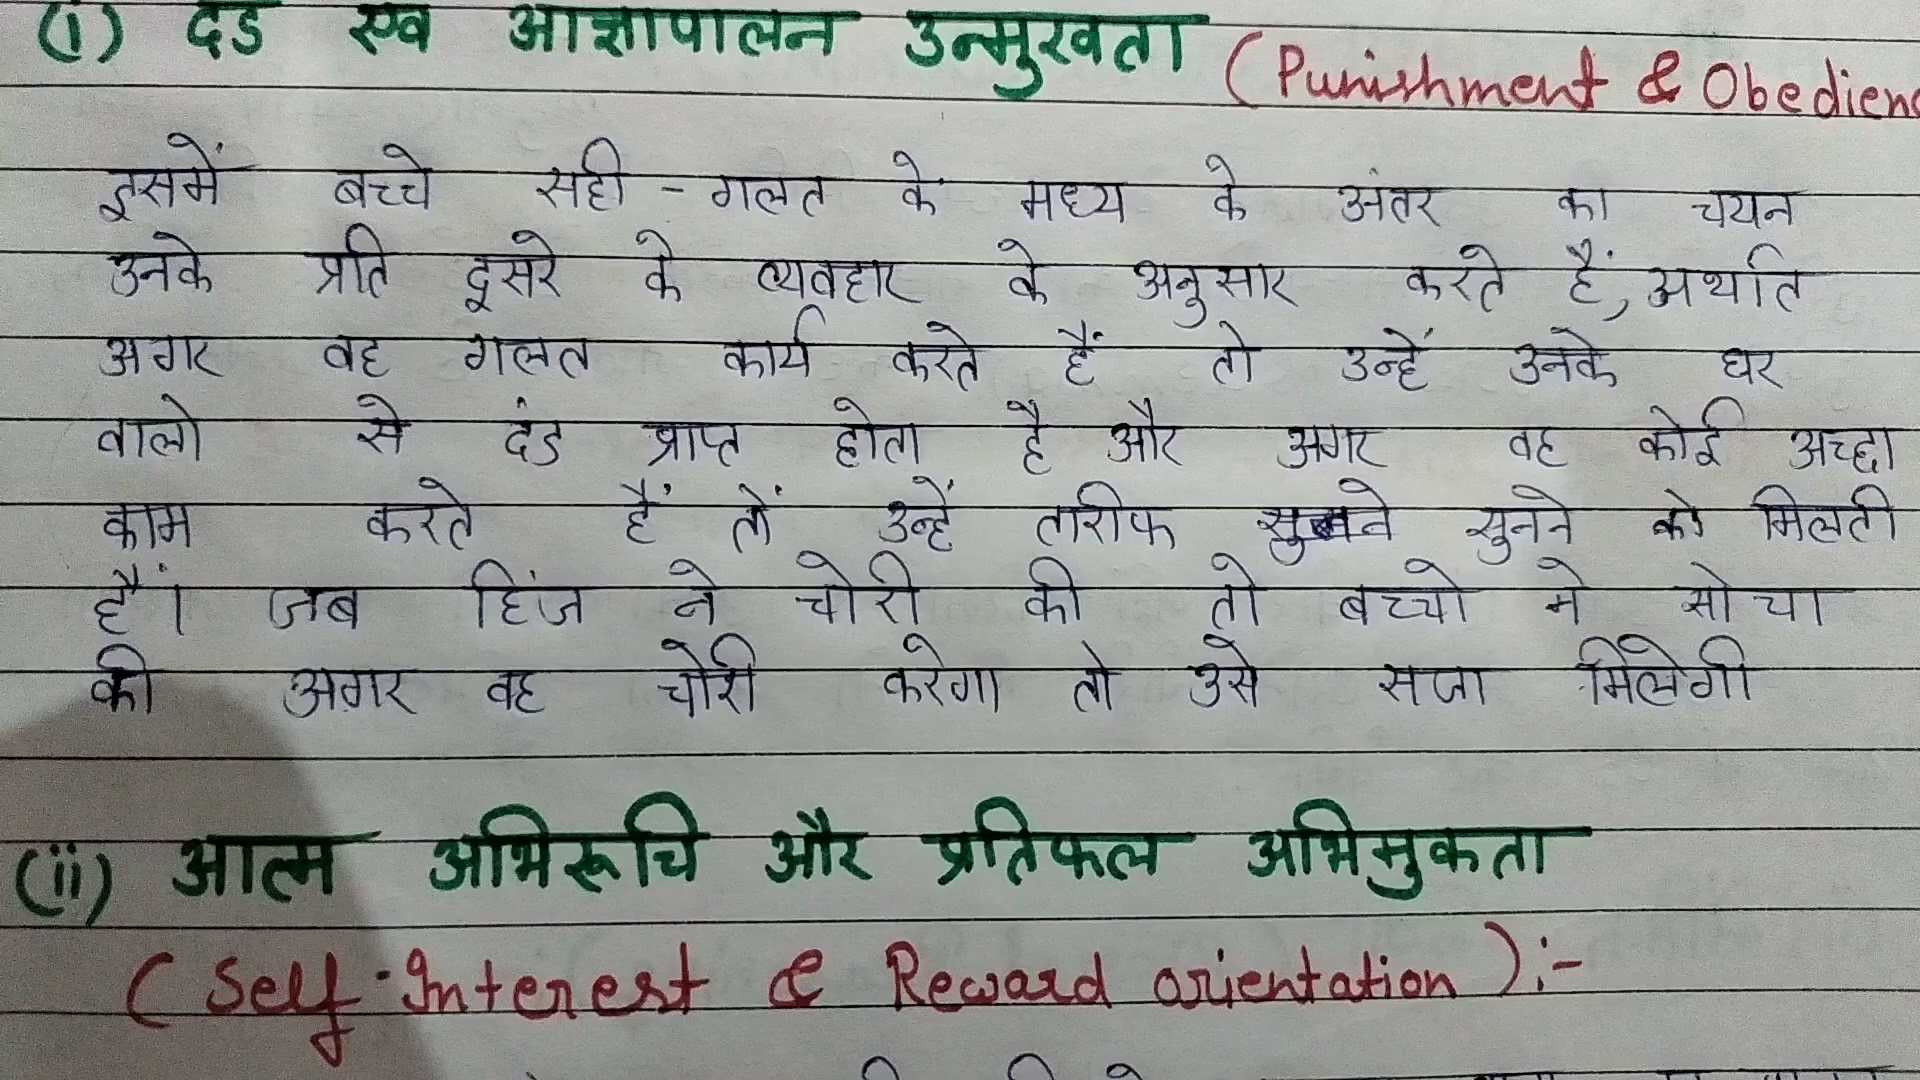 (i) दंड एव आज्ञापालन उन्मुखता (Punishment & Obedienc
इसमें बच्चे सही - गलत के मध्य के अंतर का चयन
उनके प्रति दूसरे के व्यवहार के अनुसार करते हैं, अर्थात
अगर वह गलत कार्य करते हैं तो उन्हें उनके घर
वालो से दंड प्राप्त होता है और अगर वह कोई अच्छा
काम करते हैं तों उन्हें तारीफ सुनने को मिलती
हैं। जब हिंज ने चोरी की तो बच्चो ने सोचा
की अगर वह चोरी करेगा तो उसे सजा मिलेगी
(ii) आत्म अभिरूचि और प्रतिफल अभिमुकता
(Self-Interest & Reward orientation):-